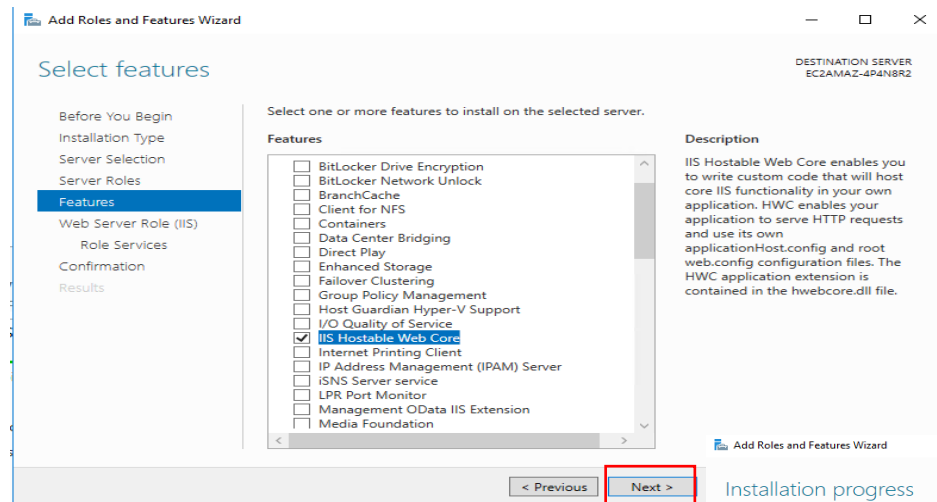 Add Roles and Features Wizard
Select features
DESTINATION SERVER
EC2AMAZ-4P4N8R2
Before You Begin
Installation Type
Server Selection
Server Roles
Features
Web Server Role (IIS)
Role Services
Confirmation
Results
Select one or more features to install on the selected server.
Features
BitLocker Drive Encryption
BitLocker Network Unlock
BranchCache
Client for NFS
Containers
Data Center Bridging
Direct Play
Enhanced Storage
Failover Clustering
Group Policy Management
Host Guardian Hyper-V Support
I/O Quality of Service
IIS Hostable Web Core
Internet Printing Client
IP Address Management (IPAM) Server
iSNS Server service
LPR Port Monitor
Management OData IIS Extension
Media Foundation
Description
IIS Hostable Web Core enables you
to write custom code that will host
core IIS functionality in your own
application. HWC enables your
application to serve HTTP requests
and use its own
applicationHost.config and root
web.config configuration files. The
HWC application extension is
contained in the hwebcore.dll file.
< Previous
Next >
Add Roles and Features Wizard
Installation progress